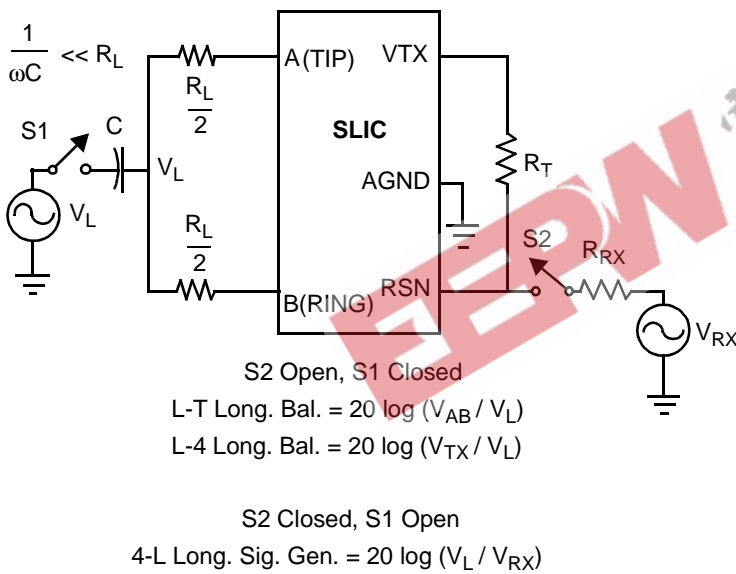 1
ωC
<< R_L
S1
C
V_L
V_L
R_L
2
R_L
2
A(TIP)
VTX
SLIC
AGND
B(RING)
RSN
R_T
S2
R_RX
V_RX
EEPW
S2 Open, S1 Closed
L-T Long. Bal. = 20 log (V_AB / V_L)
L-4 Long. Bal. = 20 log (V_TX / V_L)
S2 Closed, S1 Open
4-L Long. Sig. Gen. = 20 log (V_L / V_RX)